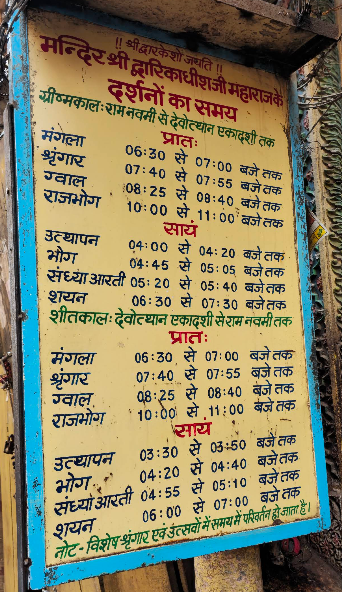 !! श्रीद्वारकेशो जयति !!
मन्दिर श्री द्वारिकाधीशजी महाराज के
दर्शनों का समय
ग्रीष्मकाल: राम नवमी से देवोत्थान एकादशी तक
प्रातः
मंगला 06:30 से 07:00 बजे तक
श्रृंगार 07:40 से 07:55 बजे तक
ग्वाल 08:25 से 08:40 बजे तक
राजभोग 10:00 से 11:00 बजे तक
सायं
उत्थापन 04:00 से 04:20 बजे तक
भोग 04:45 से 05:05 बजे तक
संध्या आरती 05:20 से 05:40 बजे तक
शयन 06:30 से 07:30 बजे तक
शीतकाल: देवोत्थान एकादशी से राम नवमी तक
प्रातः
मंगला 06:30 से 07:00 बजे तक
श्रृंगार 07:40 से 07:55 बजे तक
ग्वाल 08:25 से 08:40 बजे तक
राजभोग 10:00 से 11:00 बजे तक
सायं
उत्थापन 03:30 से 03:50 बजे तक
भोग 04:20 से 04:40 बजे तक
संध्या आरती 04:55 से 05:10 बजे तक
शयन 06:00 से 07:00 बजे तक
नोट - विशेष श्रृंगार एवं उत्सवों में समय में परिवर्तन हो जाता है।